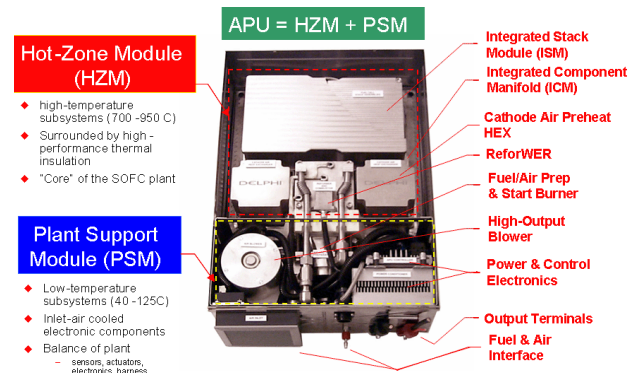 APU = HZM + PSM
Hot-Zone Module
(HZM)
high-temperature
subsystems (700 -950 C)
Surrounded by high -
performance thermal
insulation
"Core" of the SOFC plant
Plant Support
Module (PSM)
Low-temperature
subsystems (40 -125C)
Inlet-air cooled
electronic components
Balance of plant
– sensors, actuators,
electronics, harness
DELPHI
DELPHI
Integrated Stack
Module (ISM)
Integrated Component
Manifold (ICM)
Cathode Air Preheat
HEX
ReforWER
Fuel/Air Prep
& Start Burner
High-Output
Blower
Power & Control
Electronics
Output Terminals
Fuel & Air
Interface